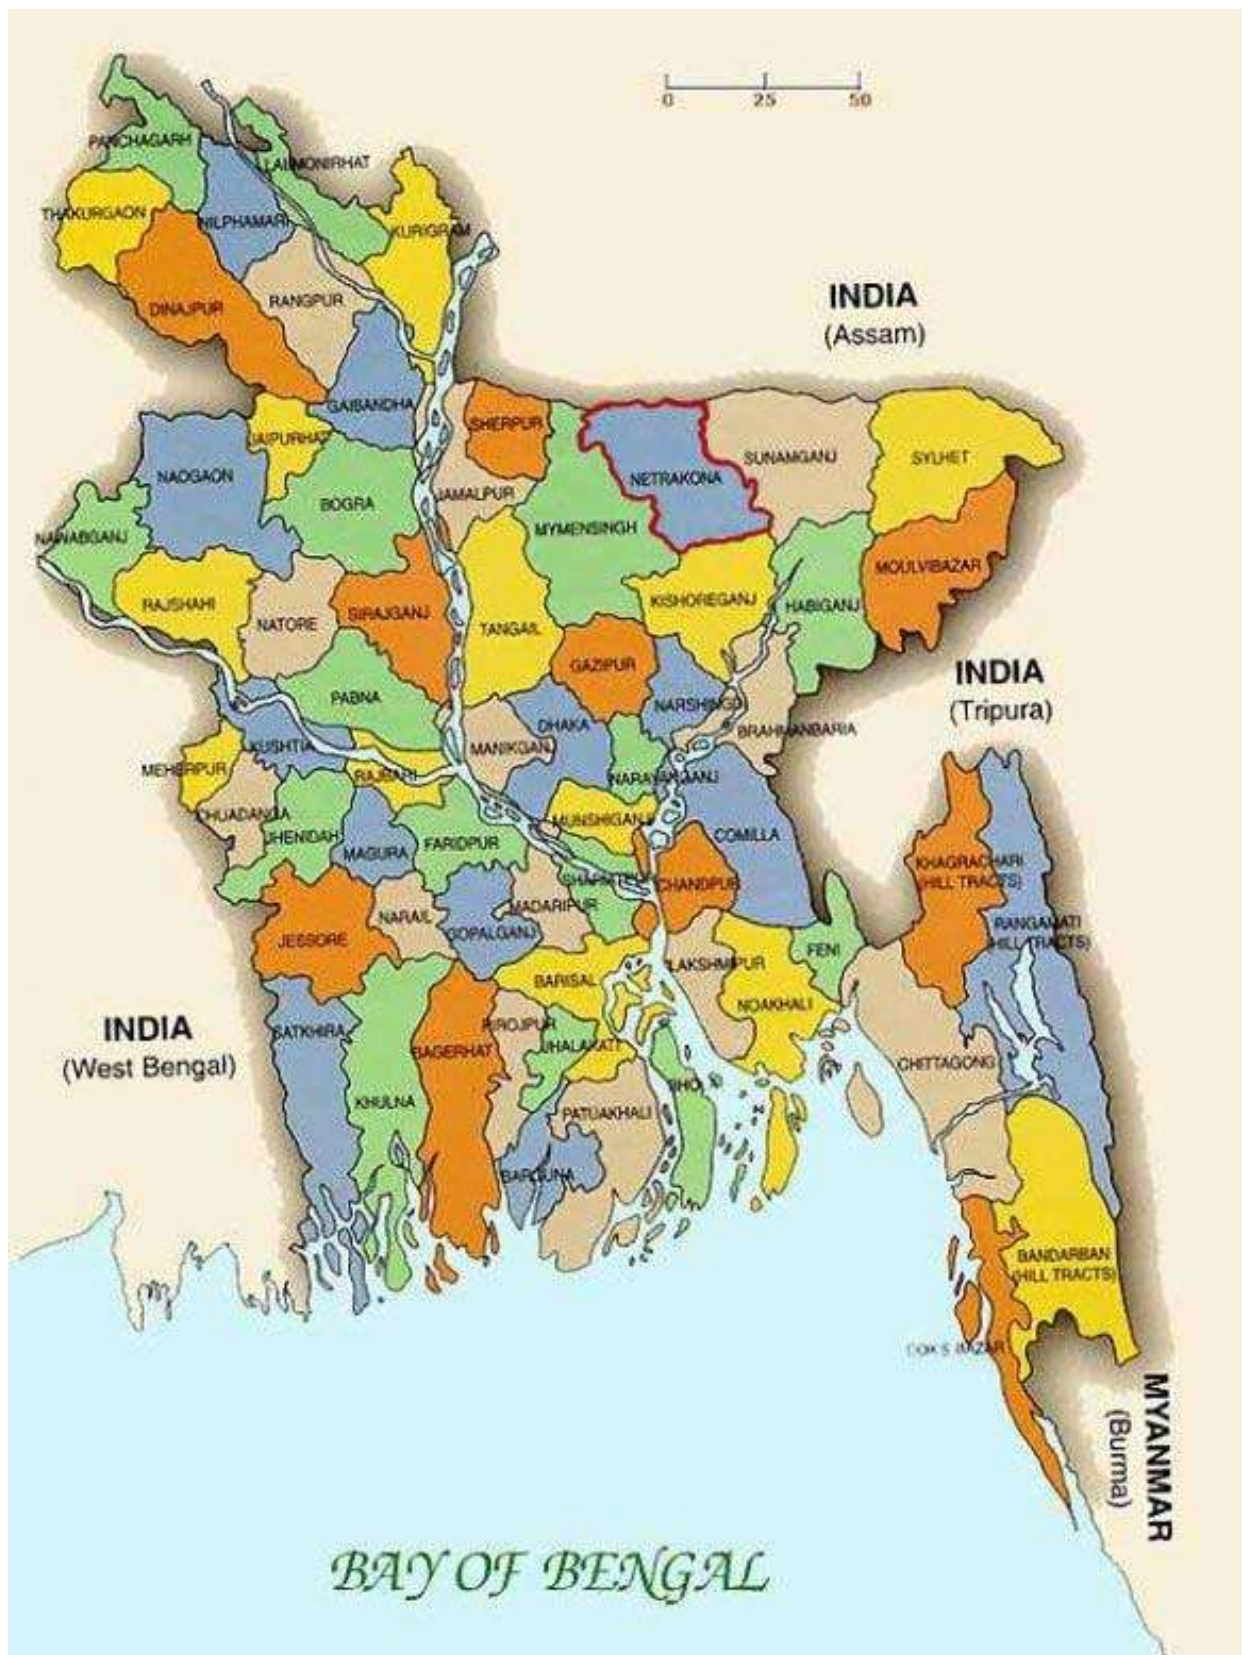 0 25 50
PANCHAGARH
LALMONIRHAT
THAKURGAON
NILPHAMARI
KURIGRAM
DINAJPUR
RANGPUR
INDIA
(Assam)
GAIBANDHA
SHERPUR
JAIPURHAT
NAOGAON
BOGRA
JAMALPUR
NETRAKONA
SUNAMGANJ
SYLHET
NAWABGANJ
MYMENSINGH
MOULVIBAZAR
RAJSHAHI
NATORE
SIRAJGANJ
TANGAIL
KISHOREGANJ
HABIGANJ
GAZIPUR
INDIA
(Tripura)
PABNA
NARSHINGDI
DHAKA
BRAHMANBARIA
KUSHTIA
MANIKGANJ
MEHERPUR
RAJBARI
NARAYANGANJ
CHUADANGA
JHENIDAH
MAGURA
FARIDPUR
MUNSHIGANJ
COMILLA
KHAGRACHARI
(HILL TRACTS)
CHANDPUR
NARAIL
MADARIPUR
JESSORE
GOPALGANJ
RANGAMATI
(HILL TRACTS)
FENI
LAKSHMIPUR
BARISAL
NOAKHALI
INDIA
(West Bengal)
SATKHIRA
PIROJPUR
BAGERHAT
JHALAKATI
CHITTAGONG
KHULNA
PATUAKHALI
BARGUNA
BANDARBAN
(HILL TRACTS)
COX'S BAZAR
MYANMAR
(Burma)
BAY OF BENGAL